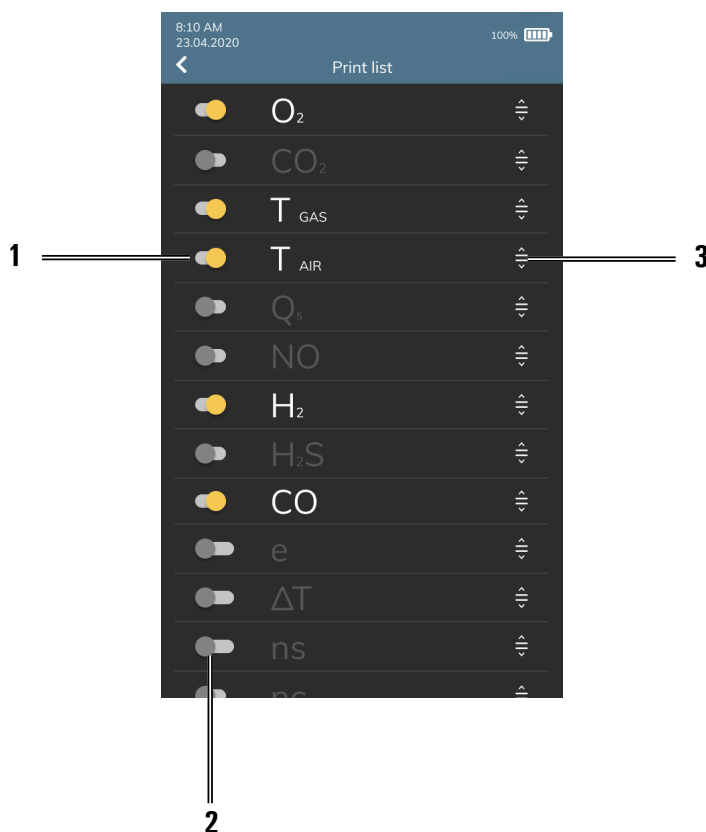 8:10 AM
23.04.2020
100%
Print list
O₂
CO₂
T GAS
1 T AIR 3
Qₛ
NO
H₂
H₂S
CO
e
ΔT
ns
2